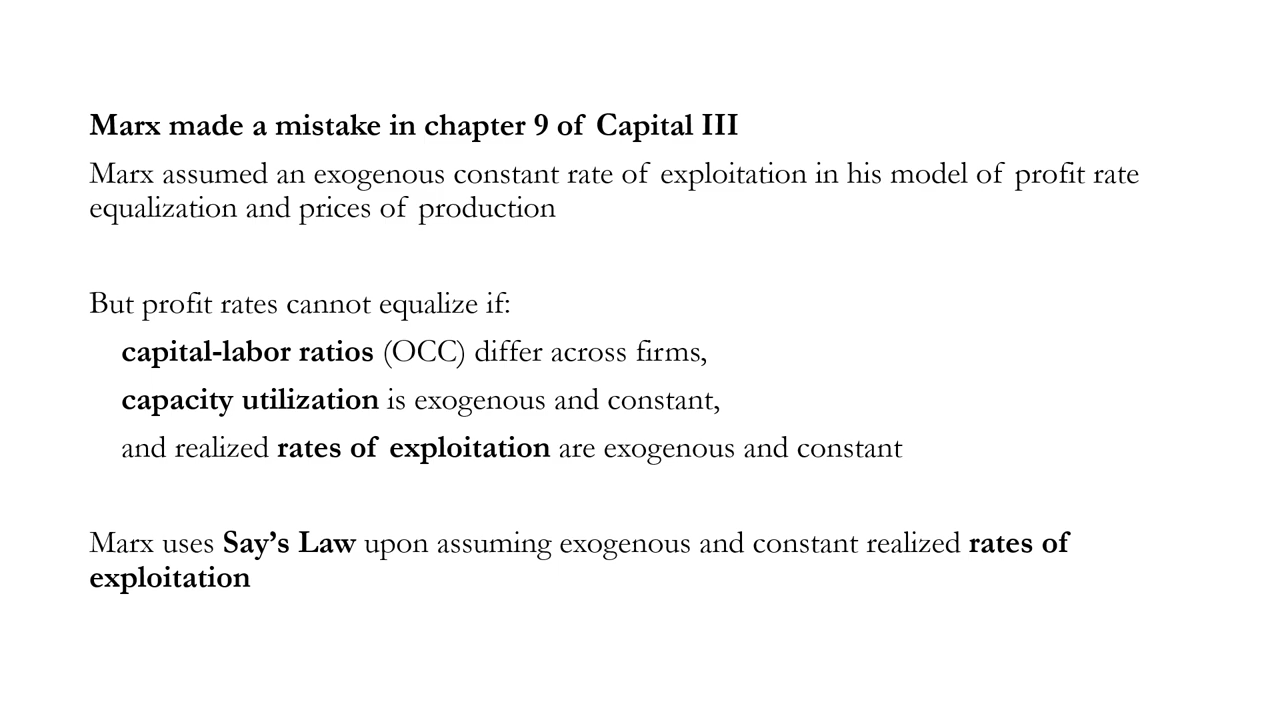 Marx made a mistake in chapter 9 of Capital III
Marx assumed an exogenous constant rate of exploitation in his model of profit rate
equalization and prices of production
But profit rates cannot equalize if:
capital-labor ratios (OCC) differ across firms,
capacity utilization is exogenous and constant,
and realized rates of exploitation are exogenous and constant
Marx uses Say’s Law upon assuming exogenous and constant realized rates of
exploitation